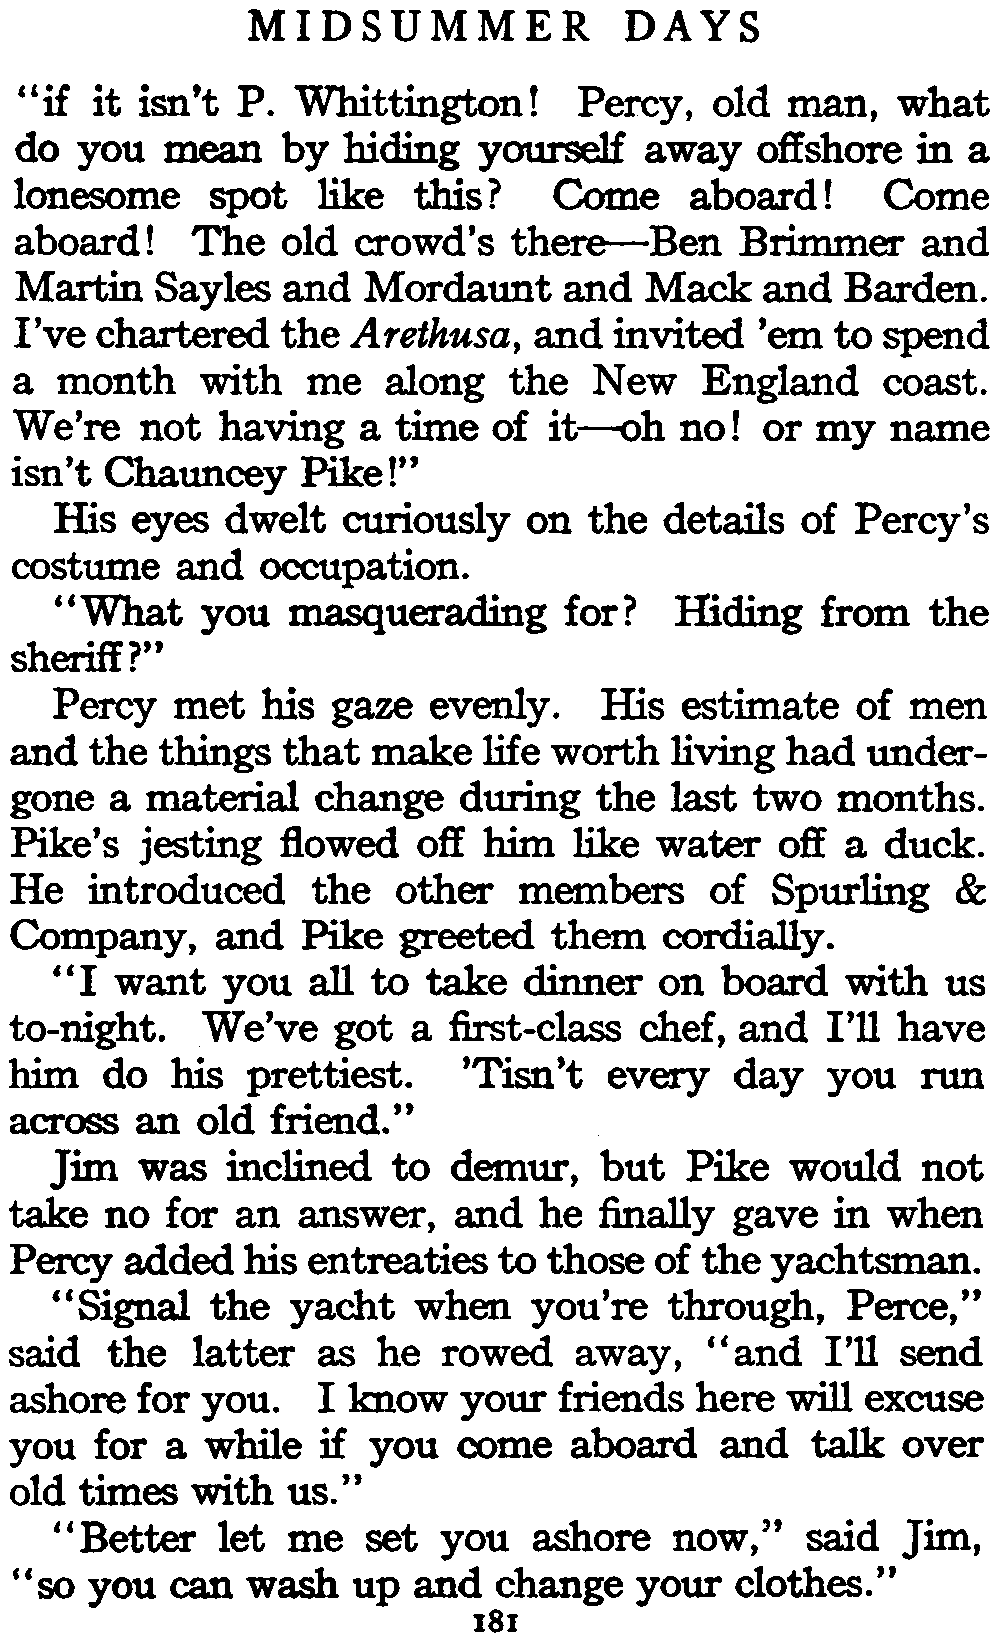 MIDSUMMER DAYS
“if it isn't P. Whittington! Percy, old man, what
do you mean by hiding yourself away offshore in a
lonesome spot like this? Come aboard! Come
aboard! The old crowd's there—Ben Brimmer and
Martin Sayles and Mordaunt and Mack and Barden.
I've chartered the Arethusa, and invited 'em to spend
a month with me along the New England coast.
We're not having a time of it—oh no! or my name
isn't Chauncey Pike!”
His eyes dwelt curiously on the details of Percy's
costume and occupation.
“What you masquerading for? Hiding from the
sheriff?”
Percy met his gaze evenly. His estimate of men
and the things that make life worth living had under-
gone a material change during the last two months.
Pike's jesting flowed off him like water off a duck.
He introduced the other members of Spurling &
Company, and Pike greeted them cordially.
“I want you all to take dinner on board with us
to-night. We've got a first-class chef, and I'll have
him do his prettiest. 'Tisn't every day you run
across an old friend.”
Jim was inclined to demur, but Pike would not
take no for an answer, and he finally gave in when
Percy added his entreaties to those of the yachtsman.
“Signal the yacht when you're through, Perce,”
said the latter as he rowed away, “and I'll send
ashore for you. I know your friends here will excuse
you for a while if you come aboard and talk over
old times with us.”
“Better let me set you ashore now,” said Jim,
“so you can wash up and change your clothes.”
181